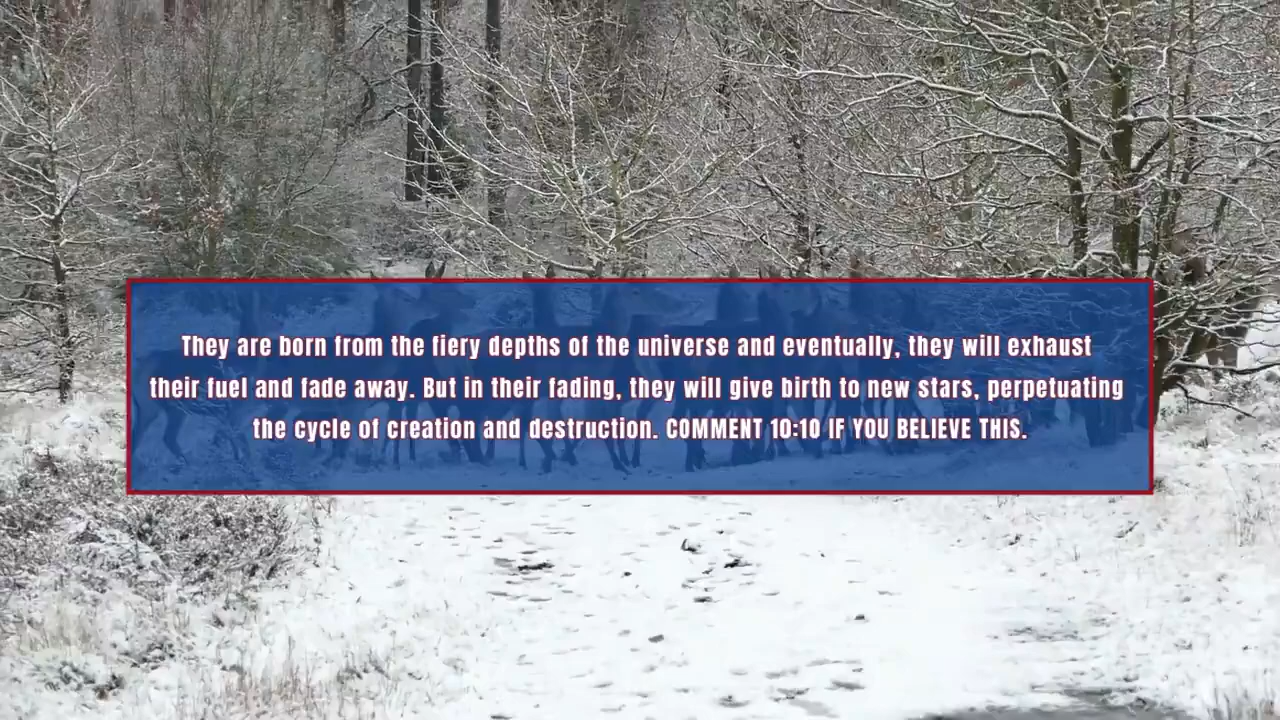 They are born from the fiery depths of the universe and eventually, they will exhaust
their fuel and fade away. But in their fading, they will give birth to new stars, perpetuating
the cycle of creation and destruction. COMMENT 10:10 IF YOU BELIEVE THIS.